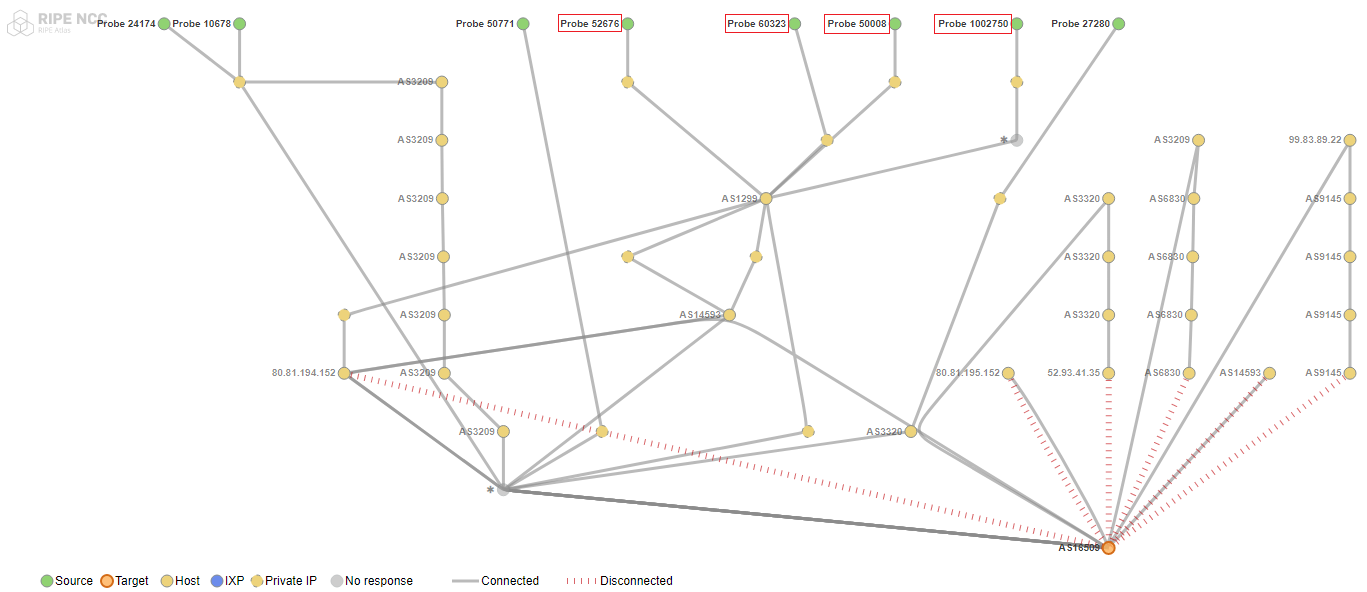 RIPE NCC
RIPE Atlas
Probe 24174 Probe 10678 Probe 50771 Probe 52676 Probe 60323 Probe 50008 Probe 1002750 Probe 27280
AS3209
AS3209 * AS3209 99.83.89.22
AS3209 AS1299 AS3320 AS6830 AS9145
AS3209 AS3320 AS6830 AS9145
AS3209 AS14593 AS3320 AS6830 AS9145
80.81.194.152 AS3209 80.81.195.152 52.93.41.35 AS6830 AS14593 AS9145
AS3209 AS3320
*
AS16509
Source Target Host IXP Private IP No response Connected Disconnected